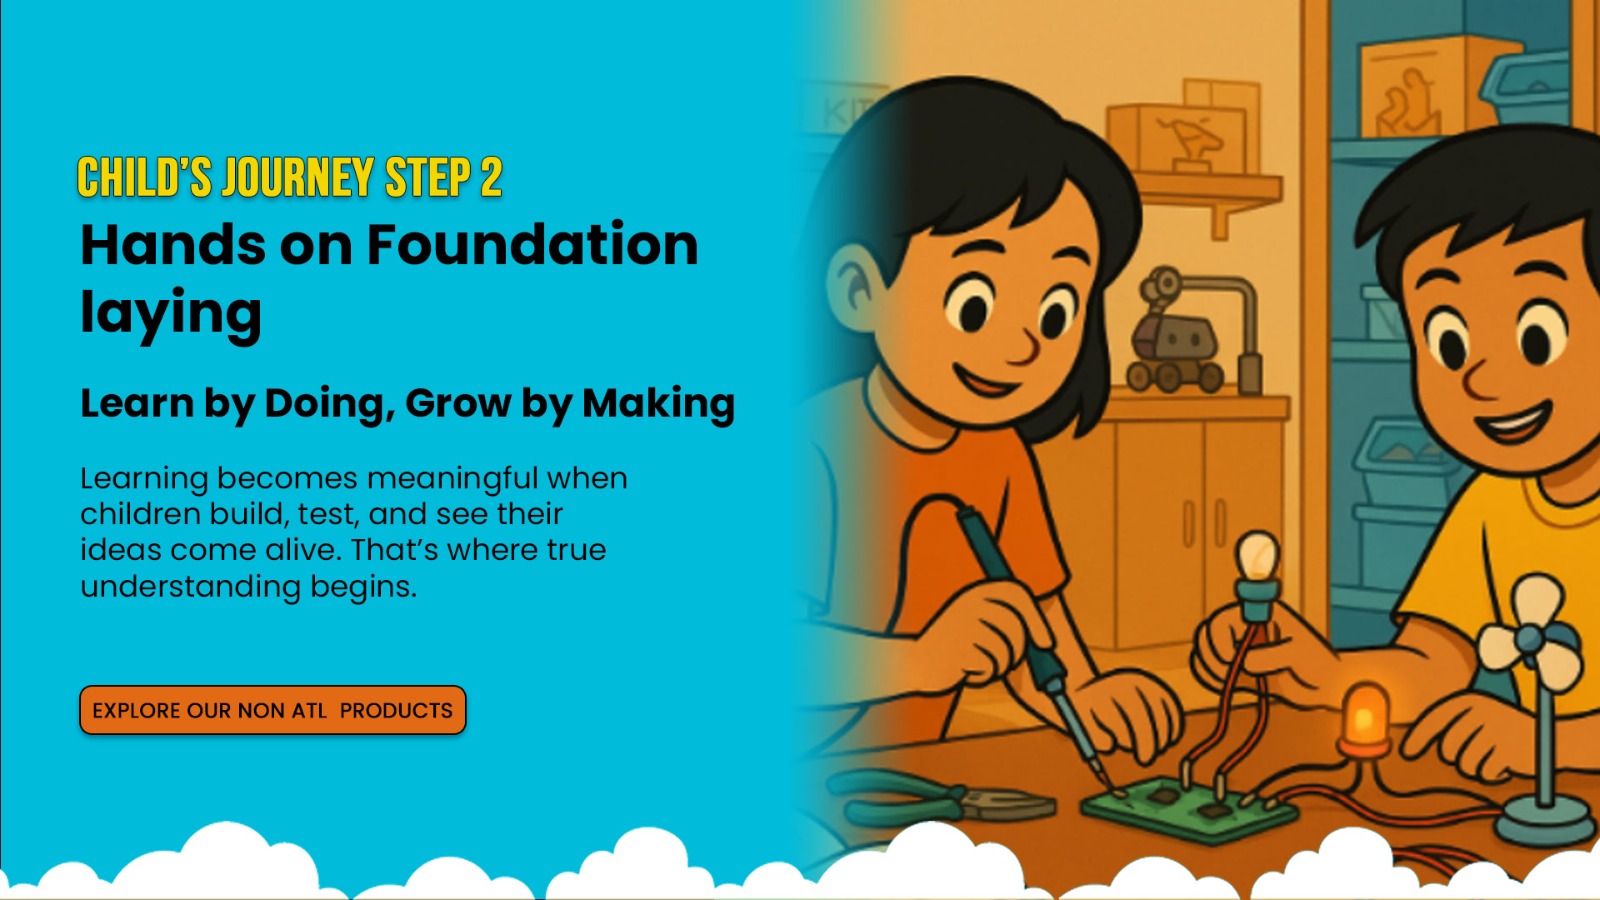 CHILD'S JOURNEY STEP 2
Hands on Foundation
laying
Learn by Doing, Grow by Making
Learning becomes meaningful when
children build, test, and see their
ideas come alive. That's where true
understanding begins.
EXPLORE OUR NON ATL  PRODUCTS
KIT